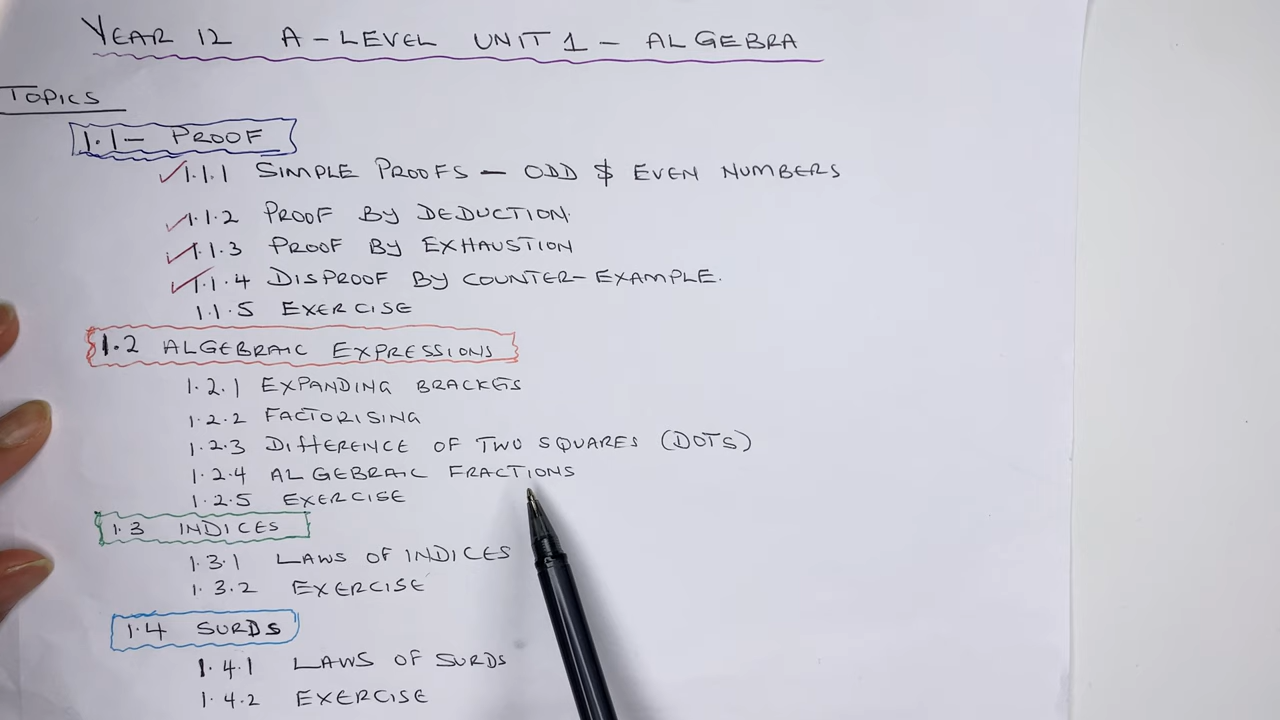 YEAR 12 A-LEVEL UNIT 1 - ALGEBRA
TOPICS
1.1 - PROOF
1.1.1 SIMPLE PROOFS - ODD & EVEN NUMBERS
1.1.2 PROOF BY DEDUCTION.
1.1.3 PROOF BY EXHAUSTION
1.1.4 DISPROOF BY COUNTER-EXAMPLE.
1.1.5 EXERCISE
1.2 ALGEBRAIC EXPRESSIONS
1.2.1 EXPANDING BRACKETS
1.2.2 FACTORISING
1.2.3 DIFFERENCE OF TWO SQUARES (DOTS)
1.2.4 ALGEBRAIC FRACTIONS
1.2.5 EXERCISE
1.3 INDICES
1.3.1 LAWS OF INDICES
1.3.2 EXERCISE
1.4 SURDS
1.4.1 LAWS OF SURDS
1.4.2 EXERCISE